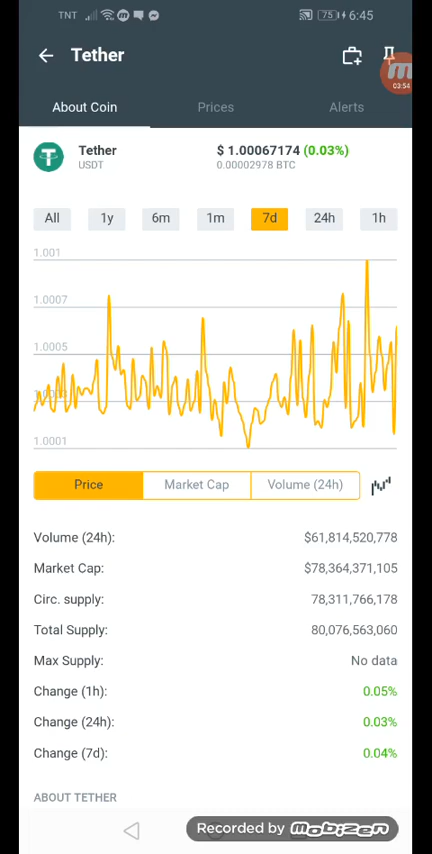 TNT 75 6:45
Tether
03:54
About Coin Prices Alerts
Tether $ 1.00067174 (0.03%)
USDT 0.00002978 BTC
All 1y 6m 1m 7d 24h 1h
1.001
1.0007
1.0005
1.0001
Price Market Cap Volume (24h)
Volume (24h): $61,814,520,778
Market Cap: $78,364,371,105
Circ. supply: 78,311,766,178
Total Supply: 80,076,563,060
Max Supply: No data
Change (1h): 0.05%
Change (24h): 0.03%
Change (7d): 0.04%
ABOUT TETHER
Recorded by mobizen